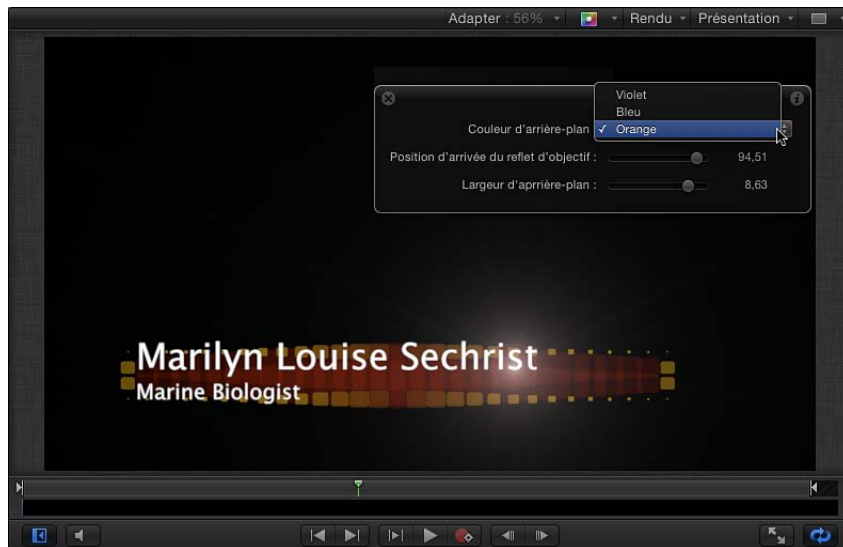 Adapter : 56% Rendu Présentation
Violet
Bleu
Couleur d'arrière-plan ✓ Orange
Position d'arrivée du reflet d'objectif : 94,51
Largeur d'aprrière-plan : 8,63
Marilyn Louise Sechrist
Marine Biologist